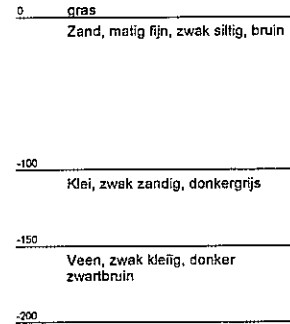 0 gras
Zand, matig fijn, zwak siltig, bruin
-100
Klei, zwak zandig, donkergrijs
-150
Veen, zwak kleiig, donker
zwartbruin
-200